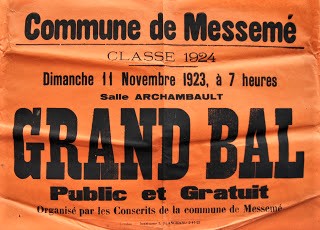 Commune de Messemé
CLASSE 1924
Dimanche 11 Novembre 1923, à 7 heures
Salle ARCHAMBAULT
GRAND BAL
Public et Gratuit
Organisé par les Conscrits de la commune de Messemé